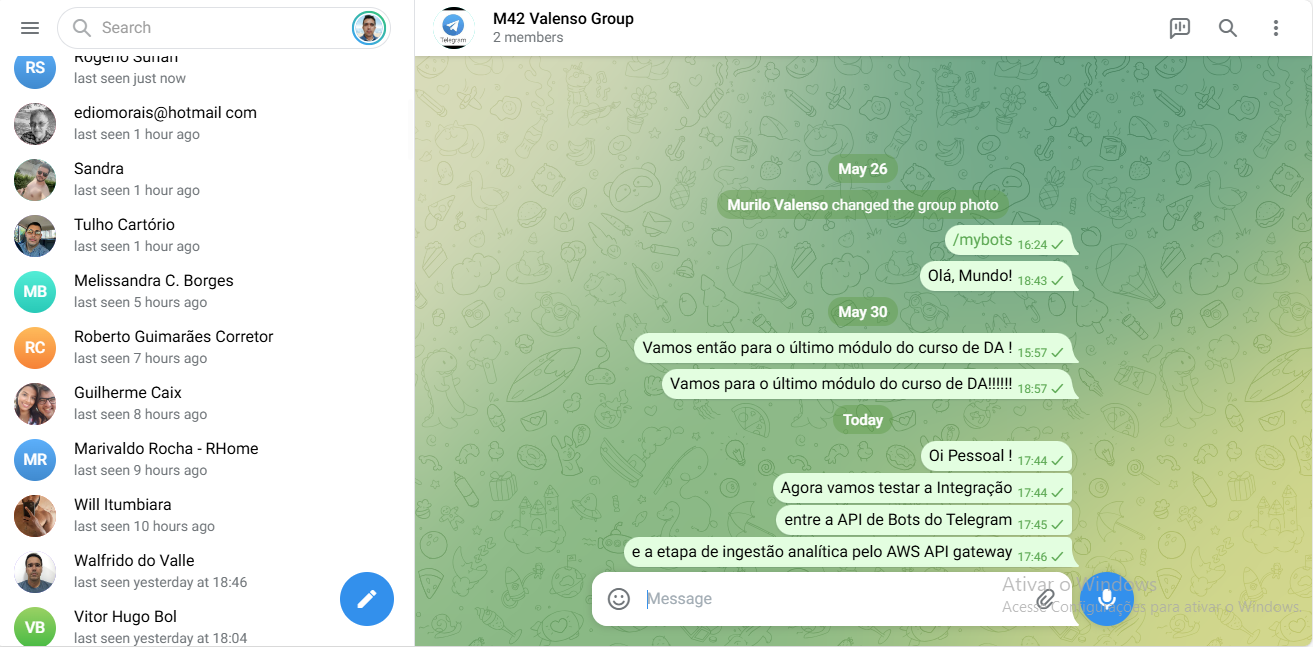 Search
RS
Rogério Surian
last seen just now
ediomorais@hotmail com
last seen 1 hour ago
Sandra
last seen 1 hour ago
Tulho Cartório
last seen 1 hour ago
MB
Melissandra C. Borges
last seen 5 hours ago
RC
Roberto Guimarães Corretor
last seen 7 hours ago
Guilherme Caix
last seen 8 hours ago
MR
Marivaldo Rocha - RHome
last seen 9 hours ago
Will Itumbiara
last seen 10 hours ago
Walfrido do Valle
last seen yesterday at 18:46
VB
Vitor Hugo Bol
last seen yesterday at 18:04
Telegram
M42 Valenso Group
2 members
May 26
Murilo Valenso changed the group photo
/mybots 16:24
Olá, Mundo! 18:43
May 30
Vamos então para o último módulo do curso de DA ! 15:57
Vamos para o último módulo do curso de DA!!!!!! 18:57
Today
Oi Pessoal ! 17:44
Agora vamos testar a Integração 17:44
entre a API de Bots do Telegram 17:45
e a etapa de ingestão analítica pelo AWS API gateway 17:46
Message
Ativar o Windows
Acesse Configurações para ativar o Windows.